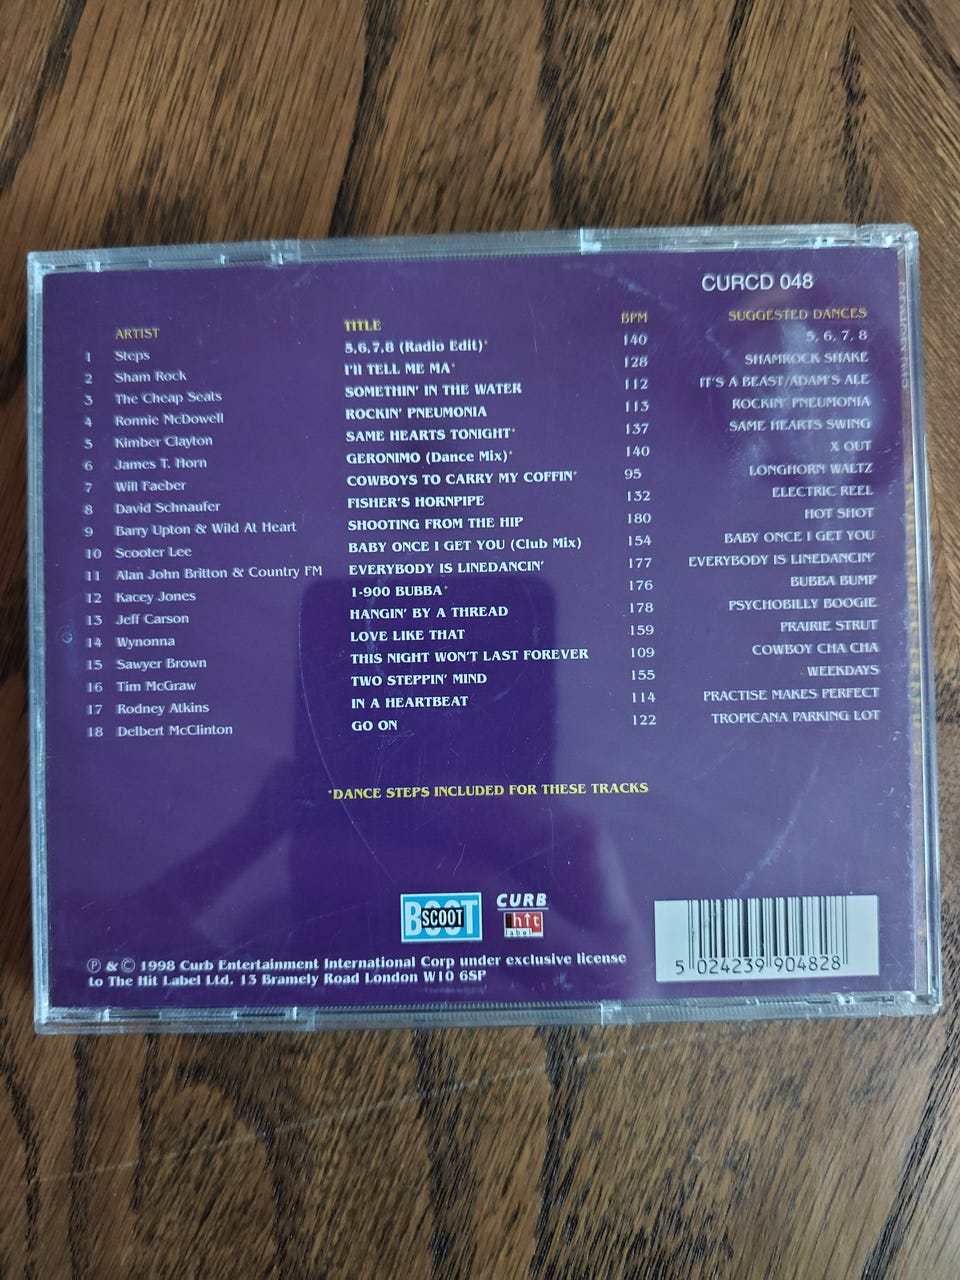 CURCD 048
ARTIST TITLE BPM SUGGESTED DANCES
1 Steps 5,6,7,8 (Radio Edit)* 140 5, 6, 7, 8
2 Sham Rock I'll TELL ME MA* 128 SHAMROCK SHAKE
3 The Cheap Seats SOMETHIN' IN THE WATER 112 IT'S A BEAST/ADAM'S ALE
4 Ronnie McDowell ROCKIN' PNEUMONIA 113 ROCKIN' PNEUMONIA
5 Kimber Clayton SAME HEARTS TONIGHT* 137 SAME HEARTS SWING
6 James T. Horn GERONIMO (Dance Mix)* 140 X OUT
7 Will Faeber COWBOYS TO CARRY MY COFFIN* 95 LONGHORN WALTZ
8 David Schnaufer FISHER'S HORNPIPE 132 ELECTRIC REEL
9 Barry Upton & Wild At Heart SHOOTING FROM THE HIP 180 HOT SHOT
10 Scooter Lee BABY ONCE I GET YOU (Club Mix) 154 BABY ONCE I GET YOU
11 Alan John Britton & Country FM EVERYBODY IS LINEDANCIN' 177 EVERYBODY IS LINEDANCIN'
12 Kacey Jones 1-900 BUBBA* 176 BUBBA BUMP
13 Jeff Carson HANGIN' BY A THREAD 178 PSYCHOBILLY BOOGIE
14 Wynonna LOVE LIKE THAT 159 PRAIRIE STRUT
15 Sawyer Brown THIS NIGHT WON'T LAST FOREVER 109 COWBOY CHA CHA
16 Tim McGraw TWO STEPPIN' MIND 155 WEEKDAYS
17 Rodney Atkins IN A HEARTBEAT 114 PRACTISE MAKES PERFECT
18 Delbert McClinton GO ON 122 TROPICANA PARKING LOT
*DANCE STEPS INCLUDED FOR THESE TRACKS
BOOT SCOOT
CURB
hit label
℗ & © 1998 Curb Entertainment International Corp under exclusive license
to The Hit Label Ltd. 13 Bramely Road London W10 6SP
5 024239 904828